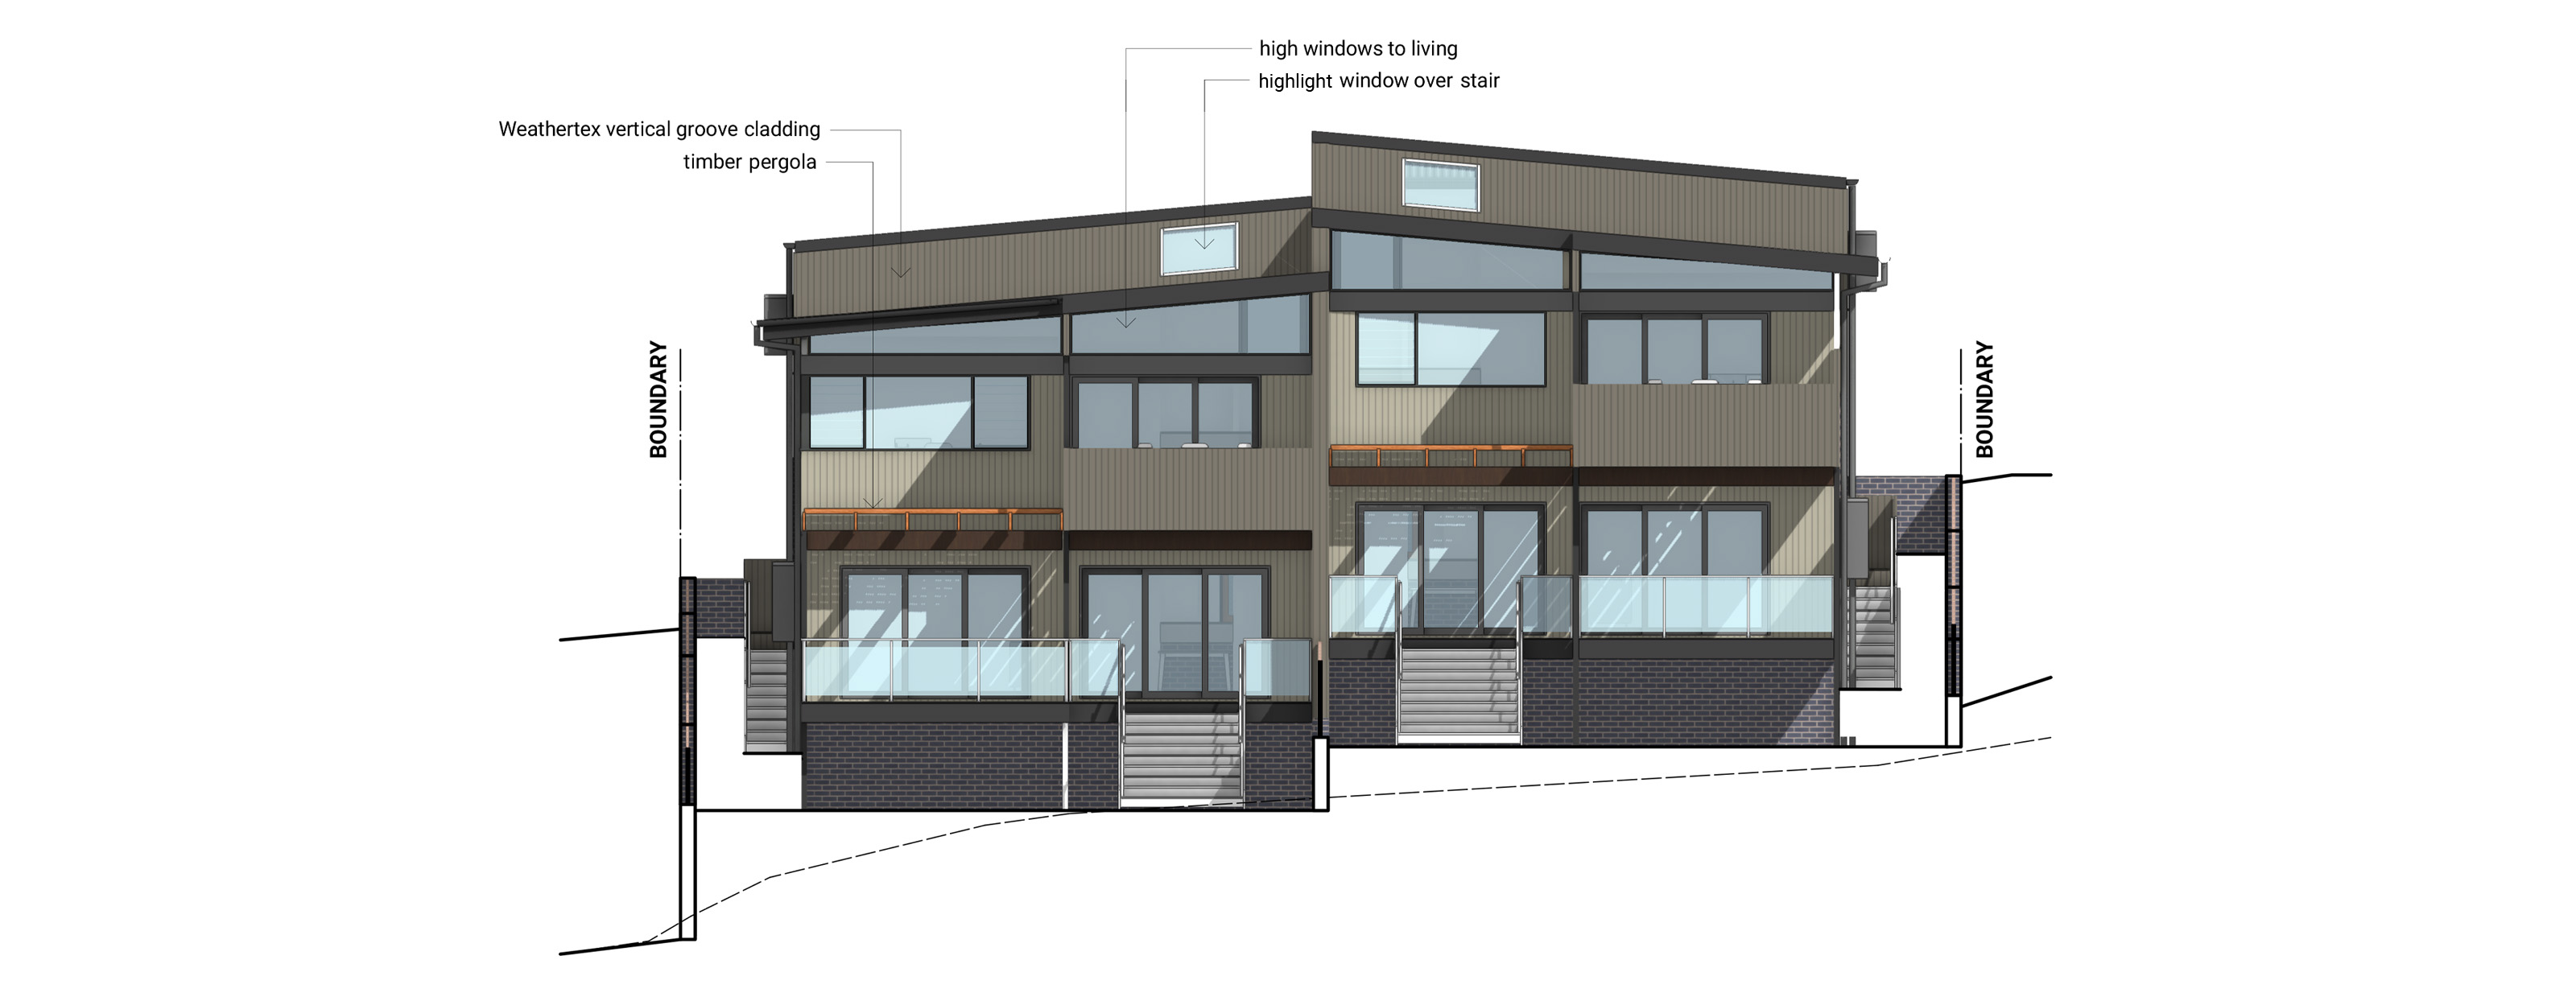 high windows to living
highlight window over stair
Weathertex vertical groove cladding
timber pergola
BOUNDARY
BOUNDARY